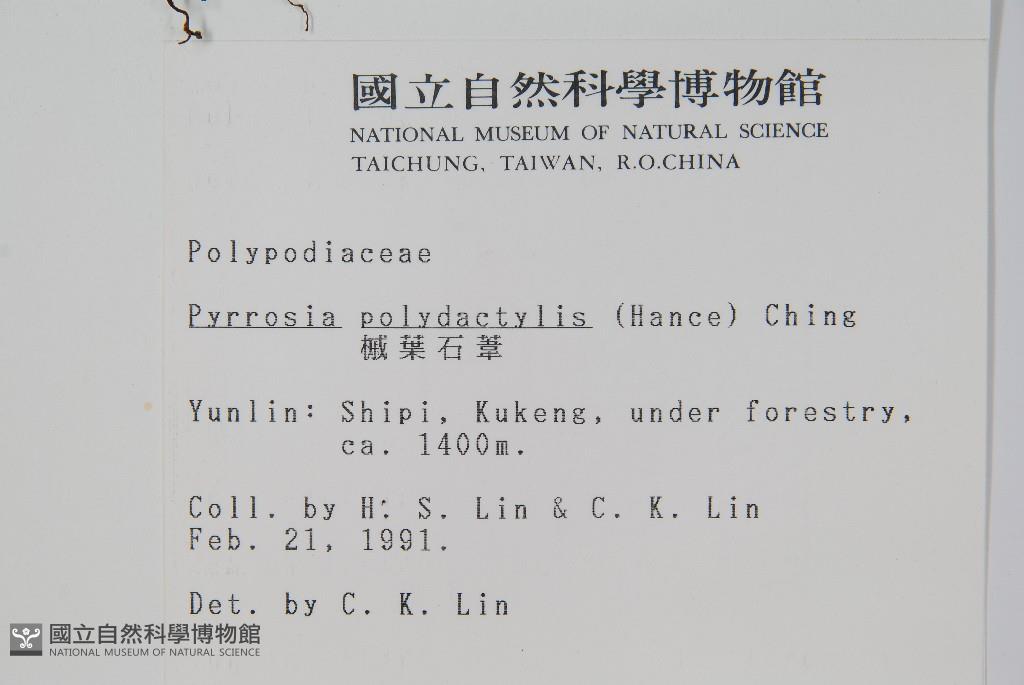 國立自然科學博物館
NATIONAL MUSEUM OF NATURAL SCIENCE
TAICHUNG, TAIWAN, R.O.CHINA
Polypodiaceae
Pyrrosia polydactylis (Hance) Ching
槭葉石葦
Yunlin: Shipi, Kukeng, under forestry,
ca. 1400m.
Coll. by H. S. Lin & C. K. Lin
Feb. 21, 1991.
Det. by C. K. Lin
國立自然科學博物館
NATIONAL MUSEUM OF NATURAL SCIENCE